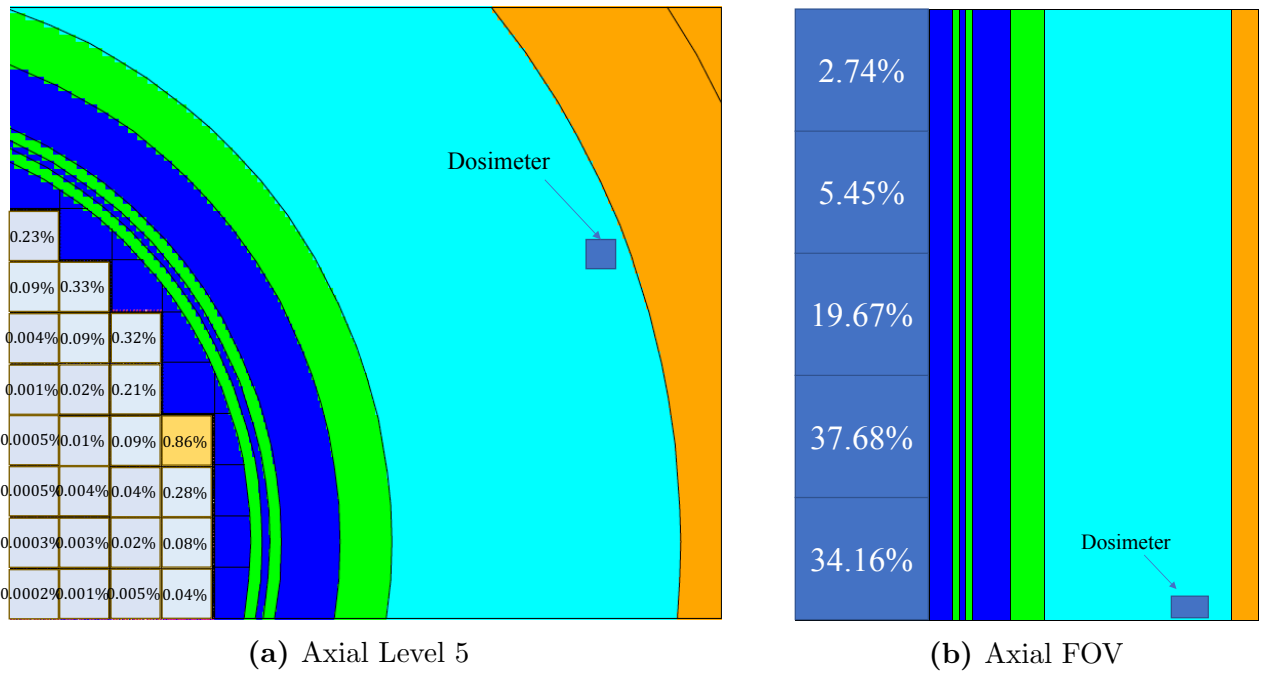 Dosimeter
0.23%
0.09% 0.33%
0.004% 0.09% 0.32%
0.001% 0.02% 0.21%
0.0005% 0.01% 0.09% 0.86%
0.0005% 0.004% 0.04% 0.28%
0.0003% 0.003% 0.02% 0.08%
0.0002% 0.001% 0.005% 0.04%
(a) Axial Level 5
2.74%
5.45%
19.67%
37.68%
34.16%
Dosimeter
(b) Axial FOV